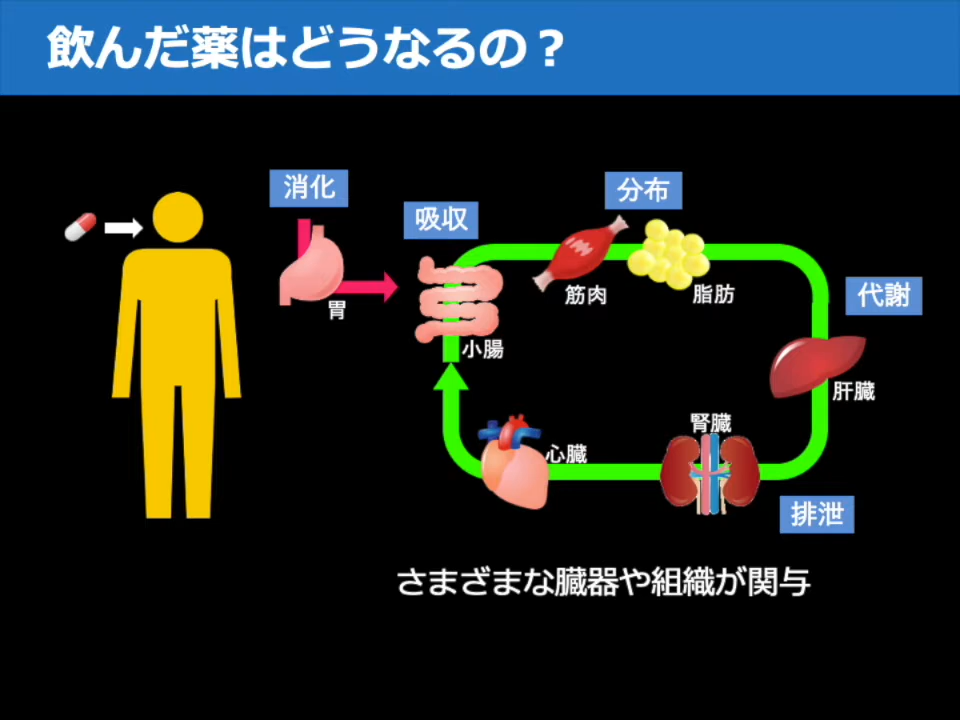 飲んだ薬はどうなるの？
消化
胃
吸収
小腸
分布
筋肉
脂肪
代謝
肝臓
腎臓
排泄
心臓
さまざまな臓器や組織が関与